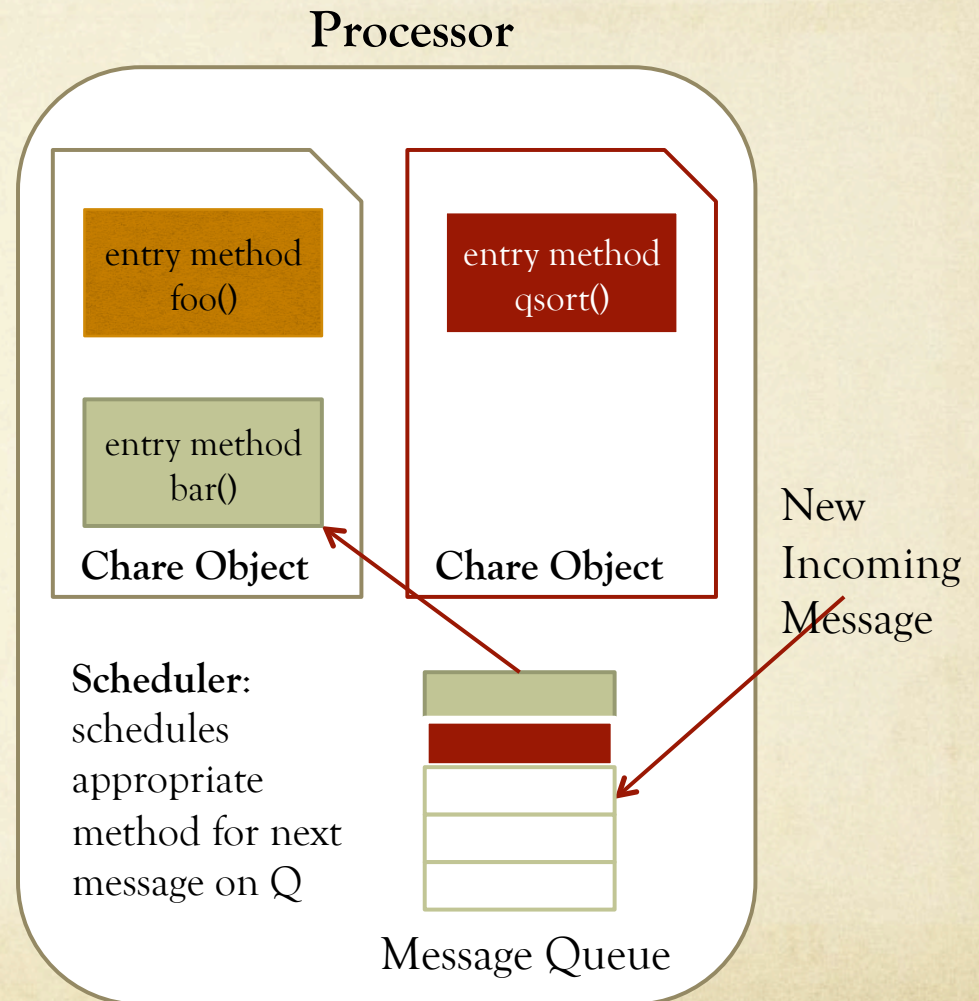 Processor
entry method
foo()
entry method
qsort()
entry method
bar()
Chare Object
Chare Object
New
Incoming
Message
Scheduler:
schedules
appropriate
method for next
message on Q
Message Queue